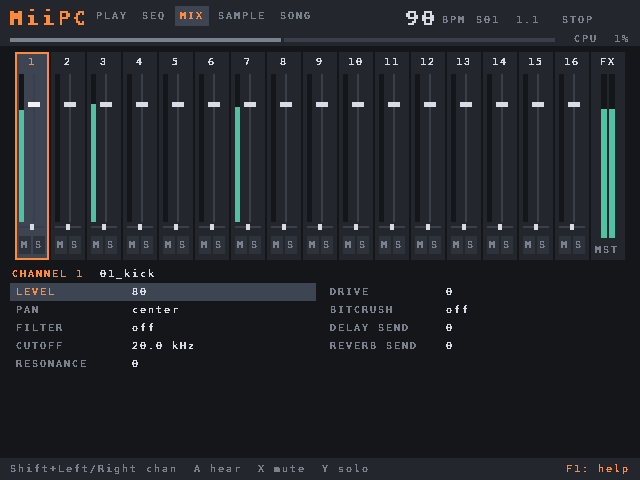 MiiPC PLAY SEQ MIX SAMPLE SONG 90 BPM S01 1.1 STOP
CPU 1%
1 2 3 4 5 6 7 8 9 10 11 12 13 14 15 16 FX
M S M S M S M S M S M S M S M S M S M S M S M S M S M S M S M S MST
CHANNEL 1 01_kick
LEVEL 80 DRIVE 0
PAN center BITCRUSH off
FILTER off DELAY SEND 0
CUTOFF 20.0 kHz REVERB SEND 0
RESONANCE 0
Shift+Left/Right chan A hear X mute Y solo F1: help